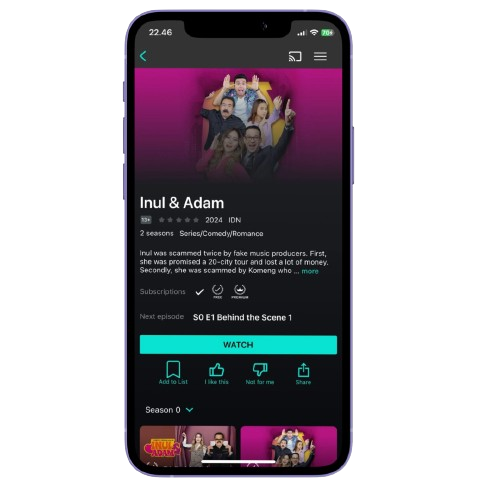 22.46
70+
Inul & Adam
13+
2024 IDN
2 seasons Series/Comedy/Romance
Inul was scammed twice by fake music producers. First,
she was promised a 20-city tour and lost a lot of money.
Secondly, she was scammed by Komeng who ... more
Subscriptions
FREE PREMIUM
Next episode S0 E1 Behind the Scene 1
WATCH
Add to List I like this Not for me Share
Season 0
INUL
ADAM